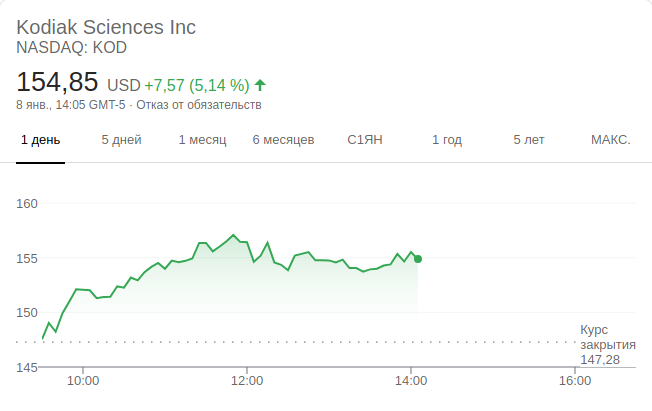 Kodiak Sciences Inc
NASDAQ: KOD
154,85 USD +7,57 (5,14 %)
8 янв., 14:05 GMT-5 · Отказ от обязательств
1 день 5 дней 1 месяц 6 месяцев С1ЯН 1 год 5 лет МАКС.
160
155
150
Курс
закрытия
147,28
145
10:00 12:00 14:00 16:00